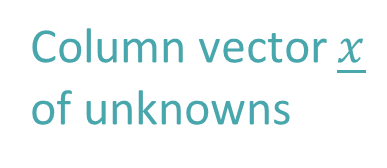 Column vector x
of unknowns